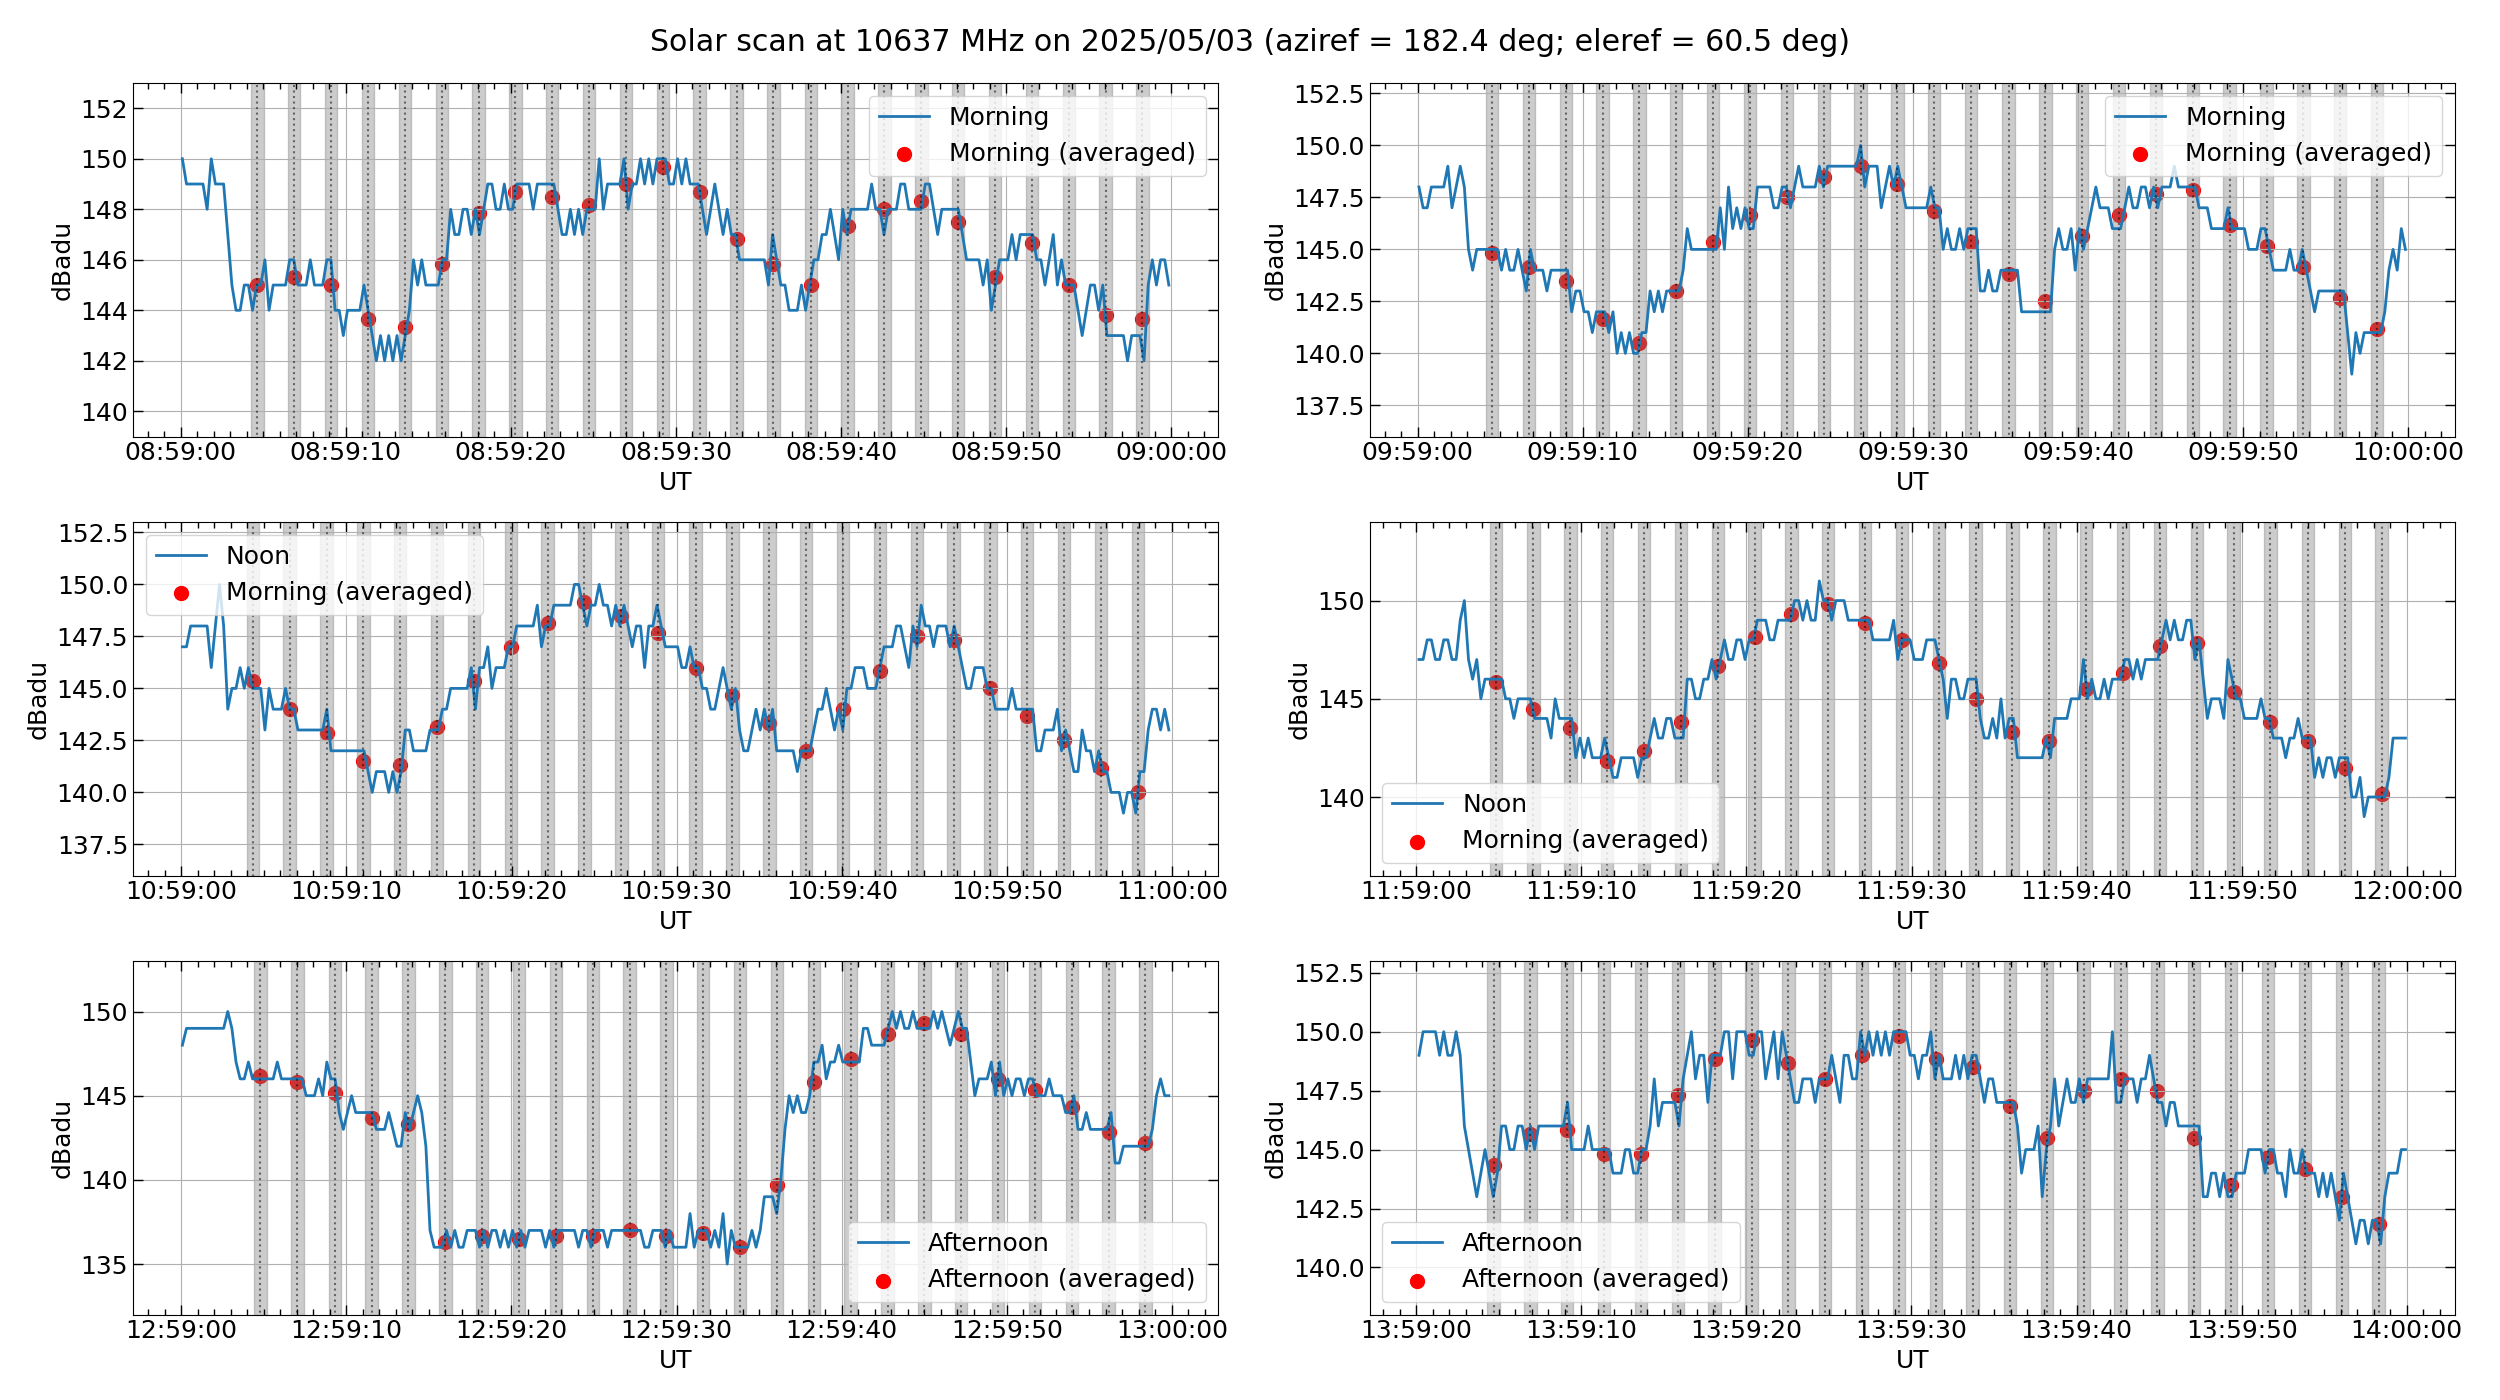 Solar scan at 10637 MHz on 2025/05/03 (aziref = 182.4 deg; eleref = 60.5 deg)
152
150
148
146
144
142
140
dBadu
Morning
Morning (averaged)
08:59:00 08:59:10 08:59:20 08:59:30 08:59:40 08:59:50 09:00:00
UT
152.5
150.0
147.5
145.0
142.5
140.0
137.5
dBadu
Morning
Morning (averaged)
09:59:00 09:59:10 09:59:20 09:59:30 09:59:40 09:59:50 10:00:00
UT
152.5
150.0
147.5
145.0
142.5
140.0
137.5
dBadu
Noon
Morning (averaged)
10:59:00 10:59:10 10:59:20 10:59:30 10:59:40 10:59:50 11:00:00
UT
150
145
140
dBadu
Noon
Morning (averaged)
11:59:00 11:59:10 11:59:20 11:59:30 11:59:40 11:59:50 12:00:00
UT
150
145
140
135
dBadu
Afternoon
Afternoon (averaged)
12:59:00 12:59:10 12:59:20 12:59:30 12:59:40 12:59:50 13:00:00
UT
152.5
150.0
147.5
145.0
142.5
140.0
dBadu
Afternoon
Afternoon (averaged)
13:59:00 13:59:10 13:59:20 13:59:30 13:59:40 13:59:50 14:00:00
UT